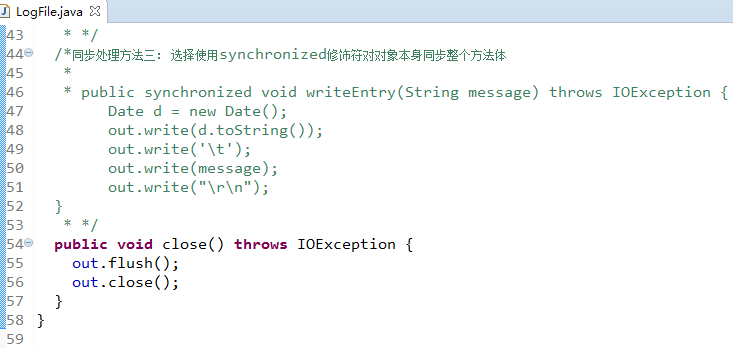 LogFile.java
43 * */
44 /*同步处理方法三: 选择使用synchronized修饰符对对象本身同步整个方法体
45 *
46 * public synchronized void writeEntry(String message) throws IOException {
47 Date d = new Date();
48 out.write(d.toString());
49 out.write('\t');
50 out.write(message);
51 out.write("\r\n");
52 }
53 * */
54 public void close() throws IOException {
55 out.flush();
56 out.close();
57 }
58 }
59